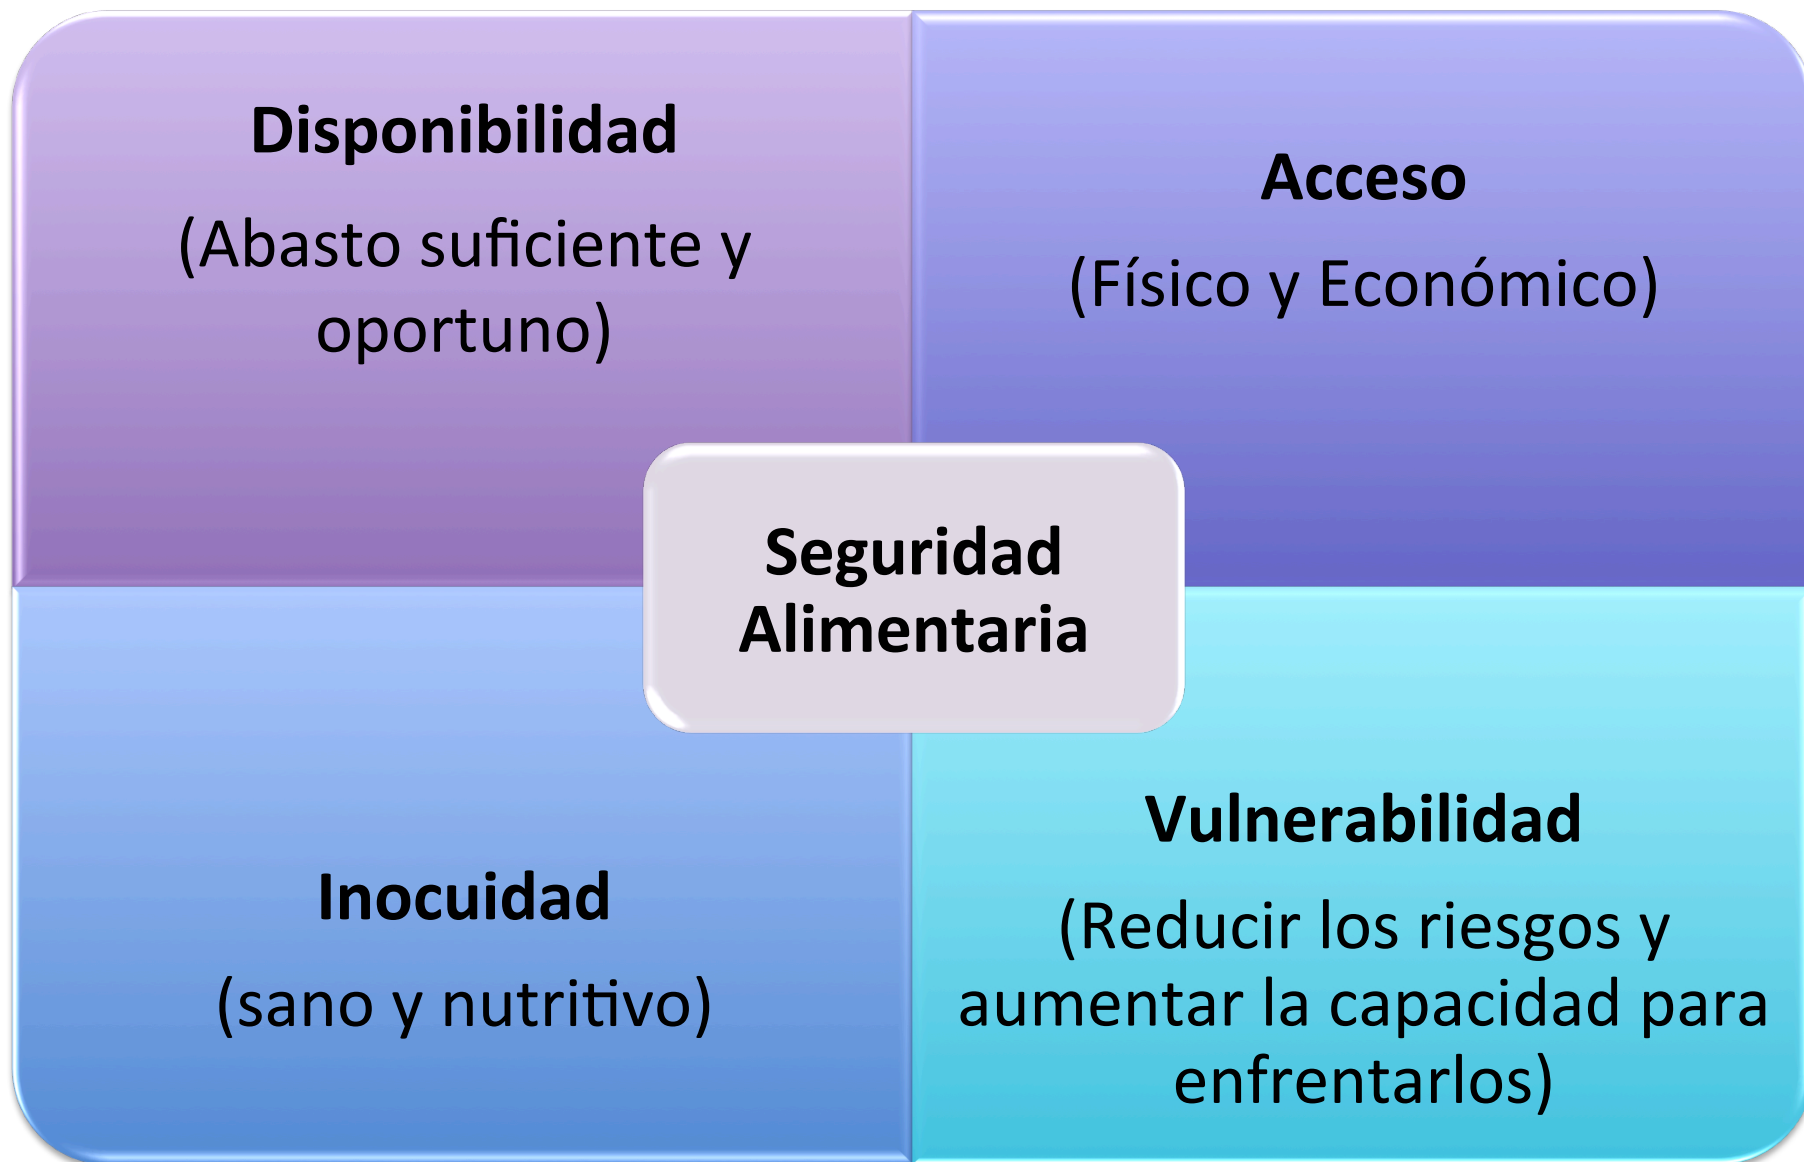 Disponibilidad
(Abasto suficiente y
oportuno)
Acceso
(Físico y Económico)
Seguridad
Alimentaria
Inocuidad
(sano y nutritivo)
Vulnerabilidad
(Reducir los riesgos y
aumentar la capacidad para
enfrentarlos)